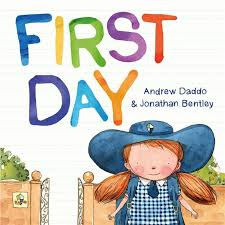 FIRST
DAY
Andrew Daddo
& Jonathan Bentley